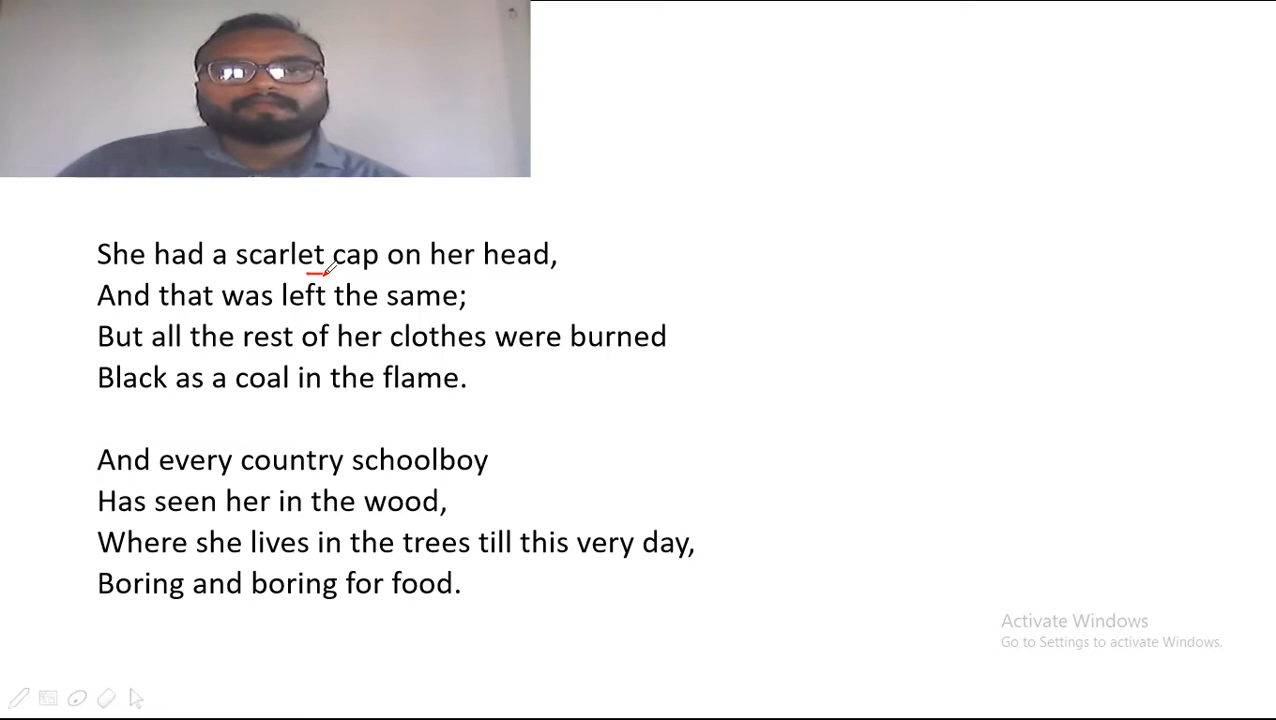 She had a scarlet cap on her head,
And that was left the same;
But all the rest of her clothes were burned
Black as a coal in the flame.
And every country schoolboy
Has seen her in the wood,
Where she lives in the trees till this very day,
Boring and boring for food.
Activate Windows
Go to Settings to activate Windows.